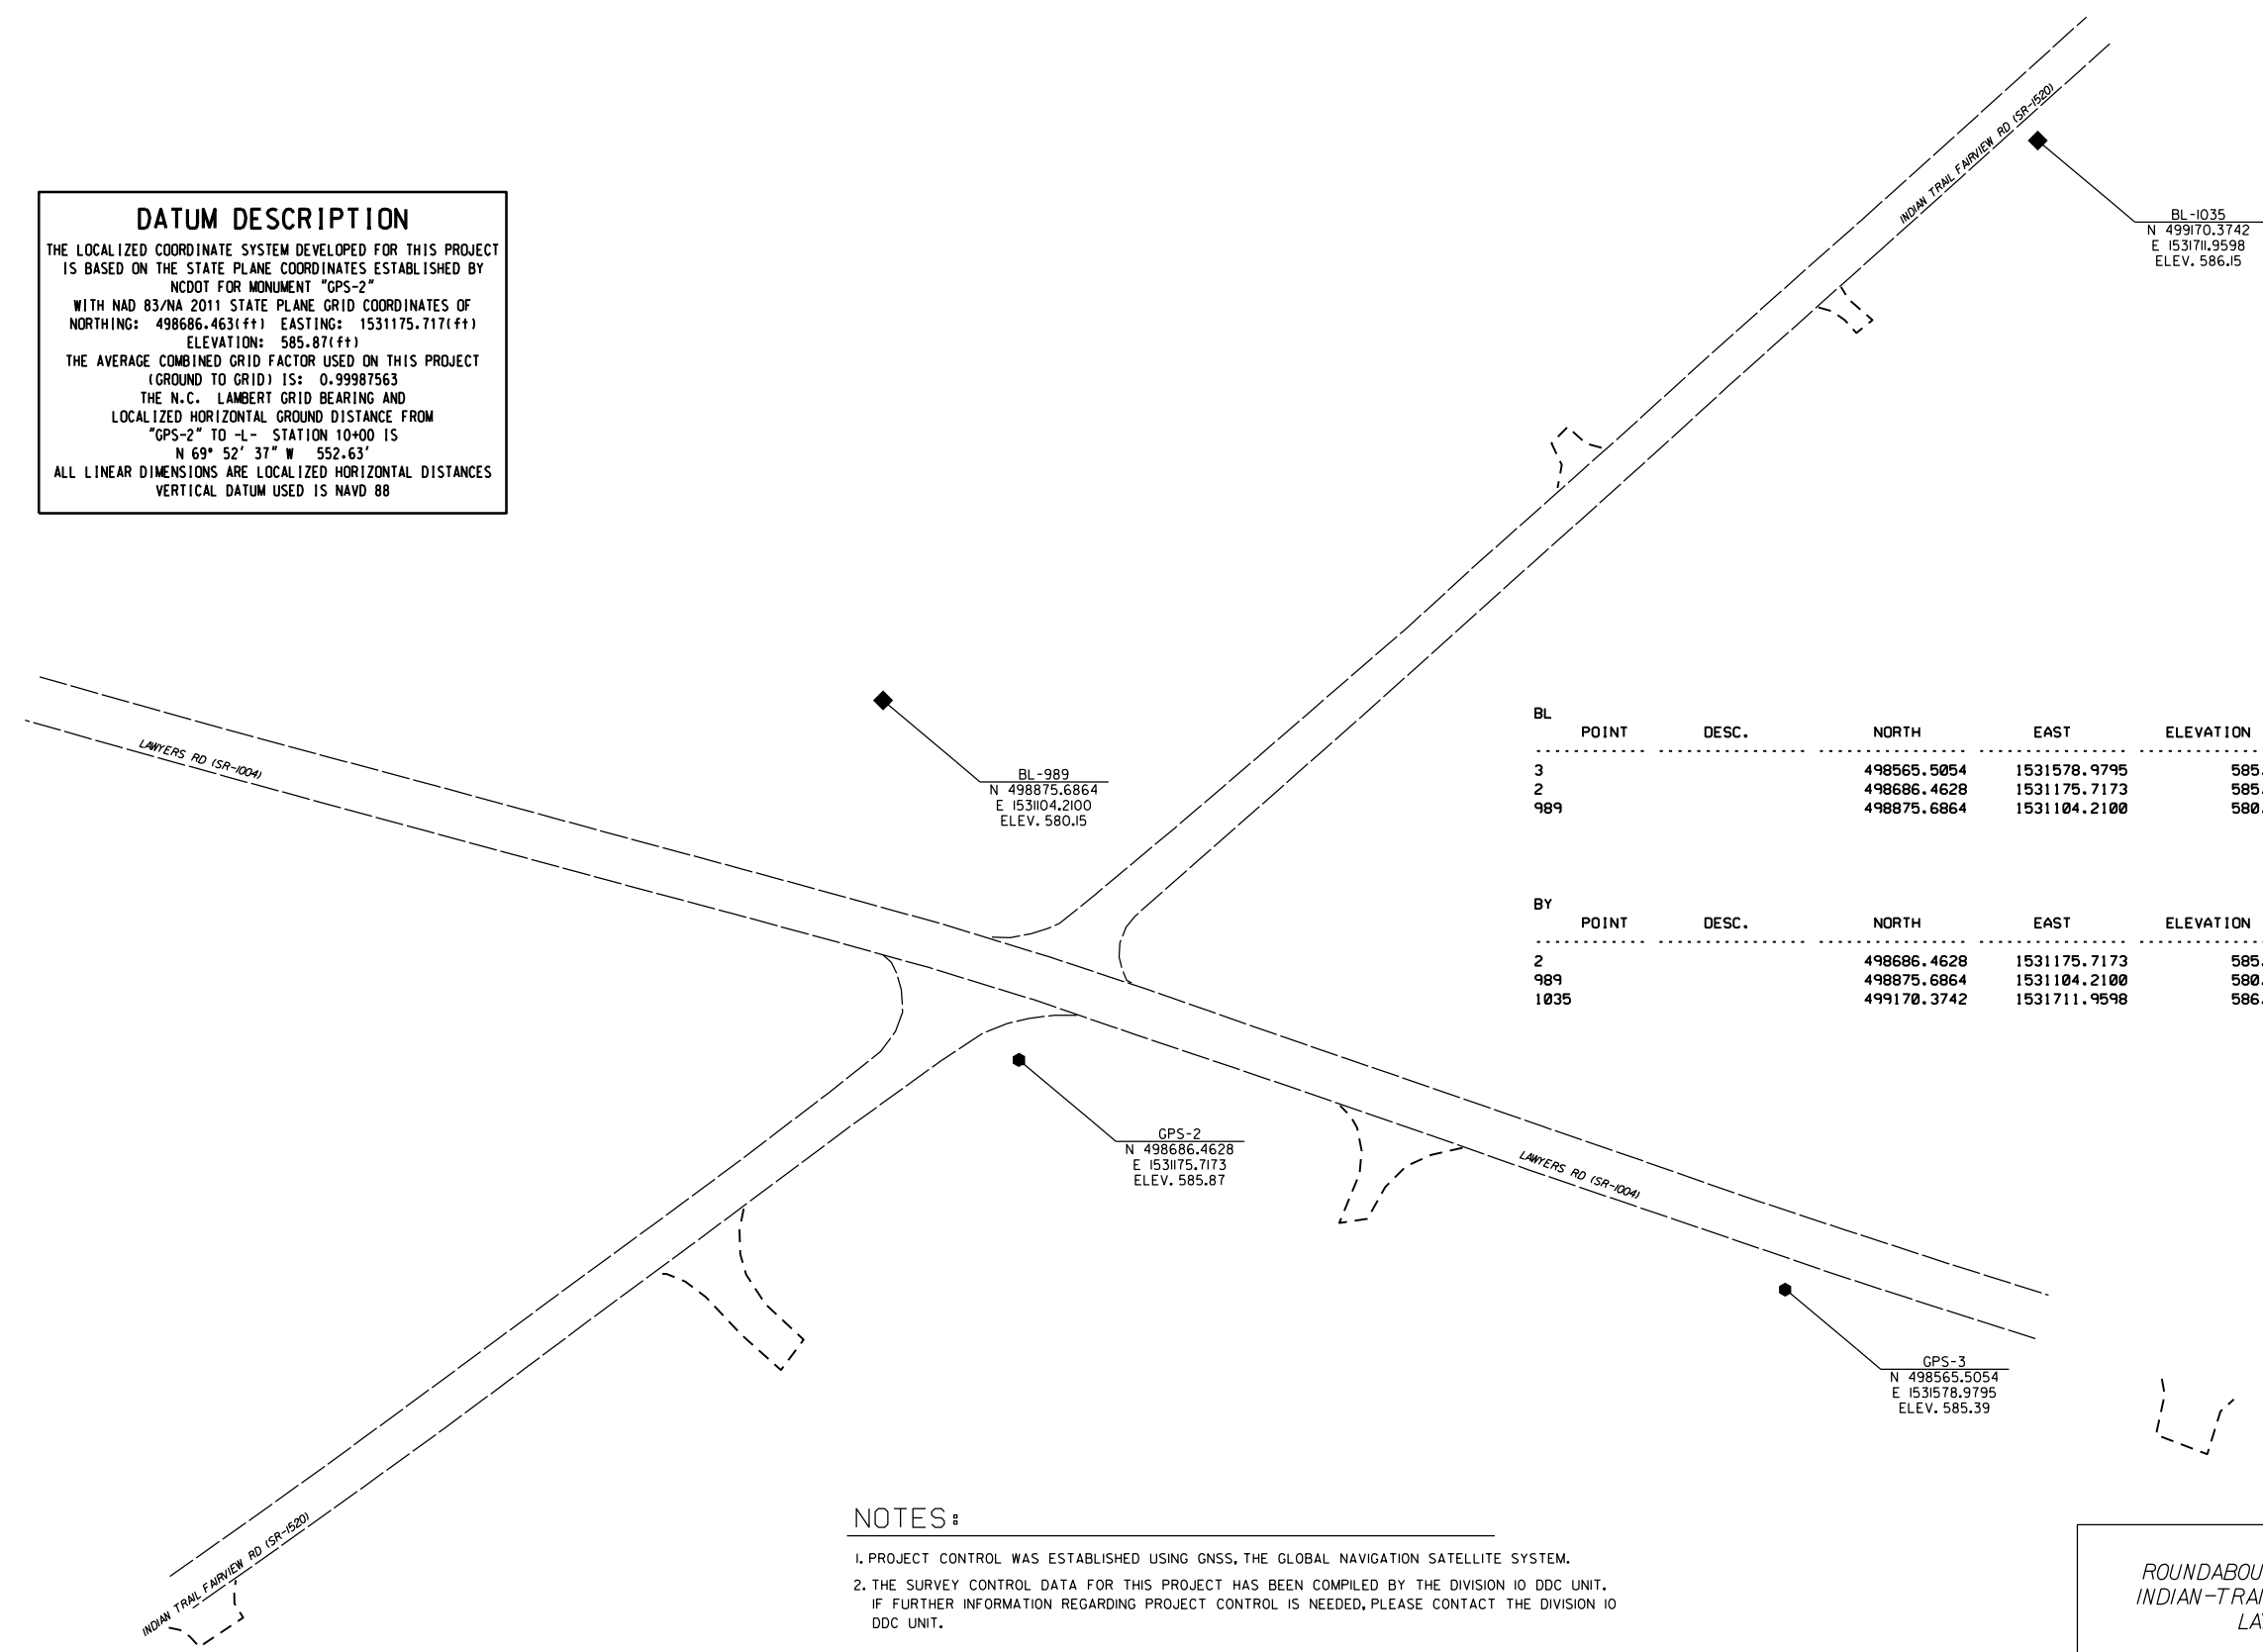 INDIAN TRAIL FAIRVIEW RD (SR-1520)
BL-1035
N 499170.3742
E 1531711.9598
ELEV. 586.15
DATUM DESCRIPTION
THE LOCALIZED COORDINATE SYSTEM DEVELOPED FOR THIS PROJECT
IS BASED ON THE STATE PLANE COORDINATES ESTABLISHED BY
NCDOT FOR MONUMENT "GPS-2"
WITH NAD 83/NA 2011 STATE PLANE GRID COORDINATES OF
NORTHING: 498686.463(ft) EASTING: 1531175.717(ft)
ELEVATION: 585.87(ft)
THE AVERAGE COMBINED GRID FACTOR USED ON THIS PROJECT
(GROUND TO GRID) IS: 0.99987563
THE N.C. LAMBERT GRID BEARING AND
LOCALIZED HORIZONTAL GROUND DISTANCE FROM
"GPS-2" TO -L- STATION 10+00 IS
N 69° 52' 37" W 552.63'
ALL LINEAR DIMENSIONS ARE LOCALIZED HORIZONTAL DISTANCES
VERTICAL DATUM USED IS NAVD 88
LAWYERS RD (SR-1004)
BL-989
N 498875.6864
E 1531104.2100
ELEV. 580.15
BL
POINT DESC. NORTH EAST ELEVATION
3 498565.5054 1531578.9795 585.
2 498686.4628 1531175.7173 585.
989 498875.6864 1531104.2100 580.
BY
POINT DESC. NORTH EAST ELEVATION
2 498686.4628 1531175.7173 585.
989 498875.6864 1531104.2100 580.
1035 499170.3742 1531711.9598 586.
GPS-2
N 498686.4628
E 1531175.7173
ELEV. 585.87
LAWYERS RD (SR-1004)
GPS-3
N 498565.5054
E 1531578.9795
ELEV. 585.39
INDIAN TRAIL FAIRVIEW RD (SR-1520)
NOTES:
1. PROJECT CONTROL WAS ESTABLISHED USING GNSS, THE GLOBAL NAVIGATION SATELLITE SYSTEM.
2. THE SURVEY CONTROL DATA FOR THIS PROJECT HAS BEEN COMPILED BY THE DIVISION 10 DDC UNIT.
IF FURTHER INFORMATION REGARDING PROJECT CONTROL IS NEEDED, PLEASE CONTACT THE DIVISION 10
DDC UNIT.
ROUNDABOU
INDIAN-TRAI